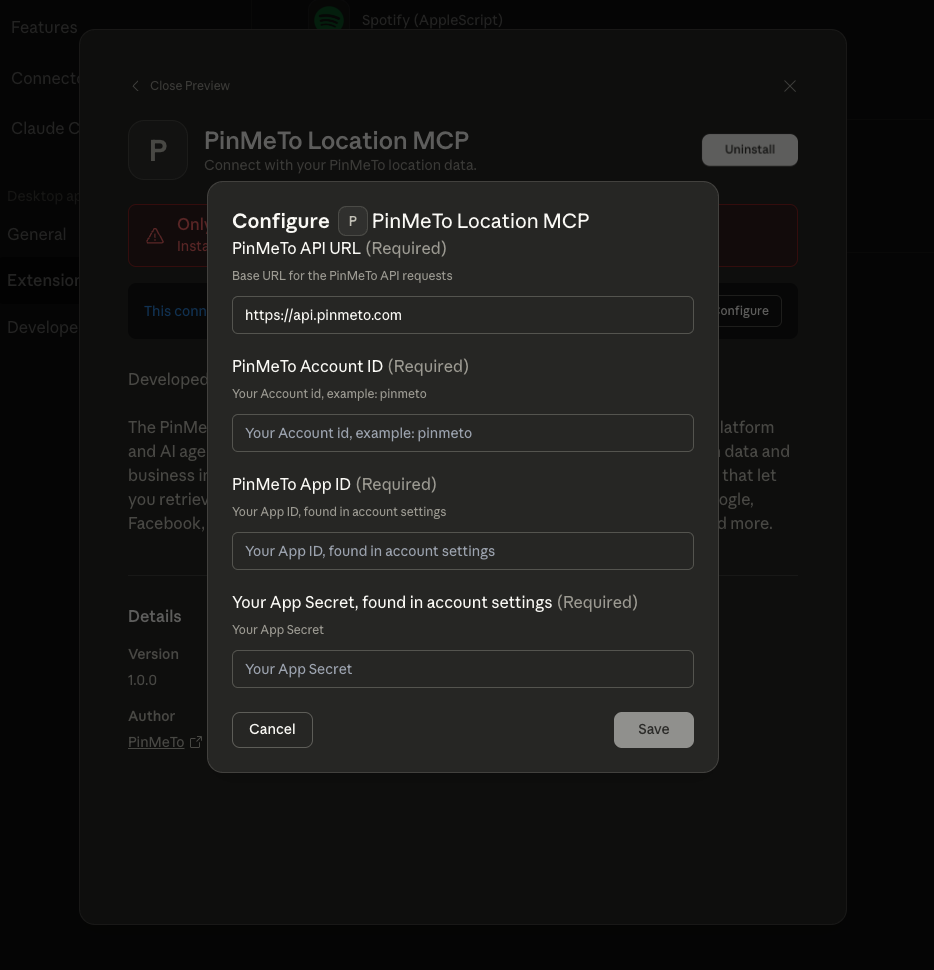 Features
Spotify (AppleScript)
Close Preview
Claude C
P
PinMeTo Location MCP
Uninstall
Connect with your PinMeTo location data.
Desktop ap
Only
Insta
General
Configure P PinMeTo Location MCP
PinMeTo API URL (Required)
Base URL for the PinMeTo API requests
https://api.pinmeto.com
Extension
This conn
onfigure
Develope
PinMeTo Account ID (Required)
Your Account id, example: pinmeto
Your Account id, example: pinmeto
PinMeTo App ID (Required)
Your App ID, found in account settings
Your App ID, found in account settings
Your App Secret, found in account settings (Required)
Your App Secret
Your App Secret
Cancel
Save
Developed
The PinMe
latform
and AI age
data and
business in
that let
you retriev
ogle,
Facebook,
d more.
Details
Version
1.0.0
Author
PinMeTo